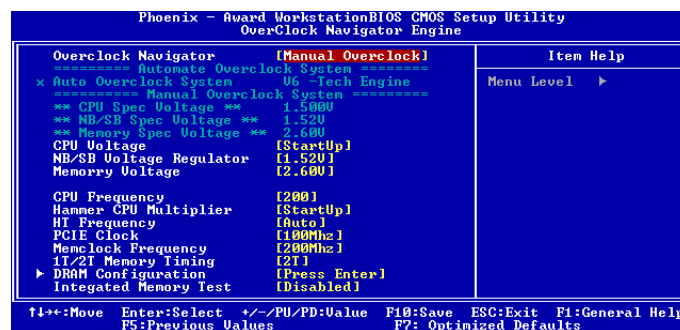 Phoenix - Award WorkstationBIOS CMOS Setup Utility
OverClock Navigator Engine
Overclock Navigator [Manual Overclock]
Item Help
========= Automate Overclock System ========
x Auto Overclock System V6 -Tech Engine
Menu Level ▶
========== Manual Overclock System =========
** CPU Spec Voltage ** 1.500V
** NB/SB Spec Voltage ** 1.52V
** Memory Spec Voltage ** 2.60V
CPU Voltage [StartUp]
NB/SB Voltage Regulator [1.52V]
Memorry Voltage [2.60V]
CPU Frequency [200]
Hammer CPU Multiplier [StartUp]
HT Frequency [Auto]
PCIE Clock [100Mhz]
Memclock Frequency [200Mhz]
1T/2T Memory Timing [2T]
▶ DRAM Configuration [Press Enter]
Integated Memory Test [Disabled]
↑↓→←:Move Enter:Select +/-/PU/PD:Value F10:Save ESC:Exit F1:General Help
F5:Previous Values F7: Optimized Defaults